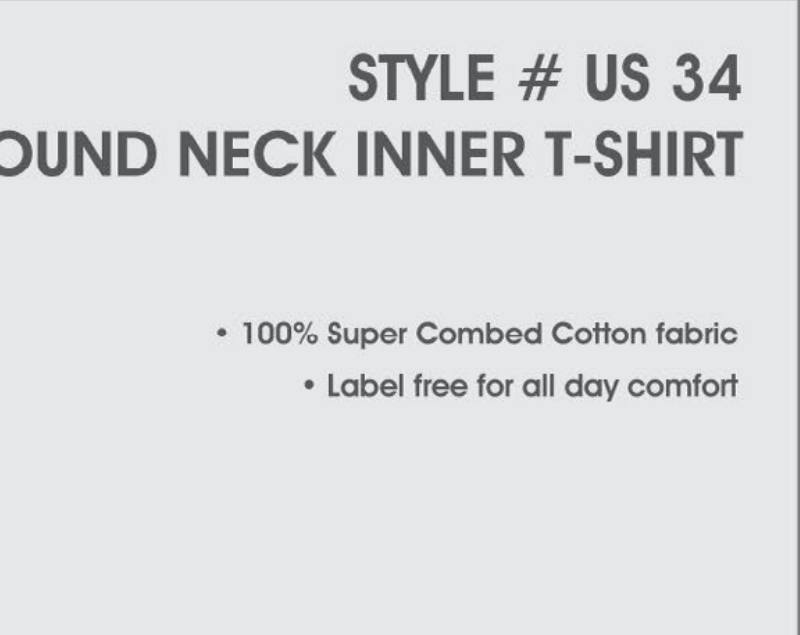 STYLE # US 34
OUND NECK INNER T-SHIRT
• 100% Super Combed Cotton fabric
• Label free for all day comfort